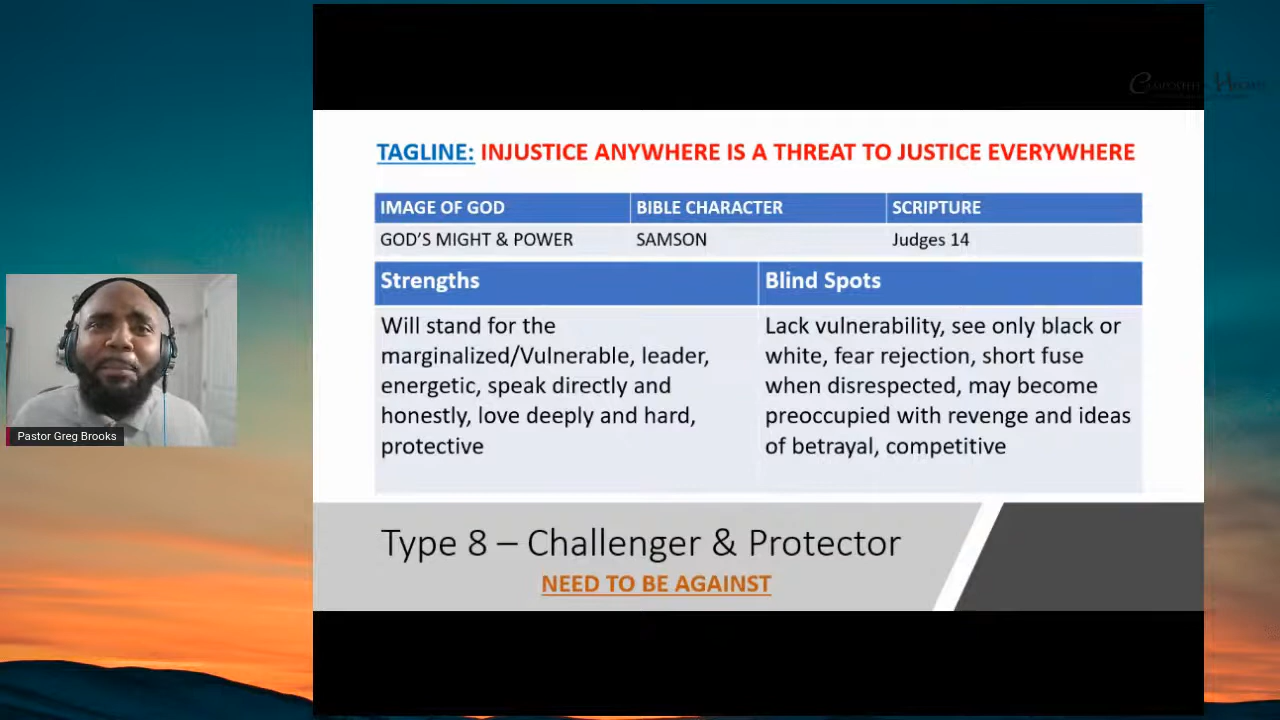 TAGLINE: INJUSTICE ANYWHERE IS A THREAT TO JUSTICE EVERYWHERE
IMAGE OF GOD BIBLE CHARACTER SCRIPTURE
GOD'S MIGHT & POWER SAMSON Judges 14
Strengths
Will stand for the
marginalized/Vulnerable, leader,
energetic, speak directly and
honestly, love deeply and hard,
protective
Blind Spots
Lack vulnerability, see only black or
white, fear rejection, short fuse
when disrespected, may become
preoccupied with revenge and ideas
of betrayal, competitive
Type 8 – Challenger & Protector
NEED TO BE AGAINST
Pastor Greg Brooks